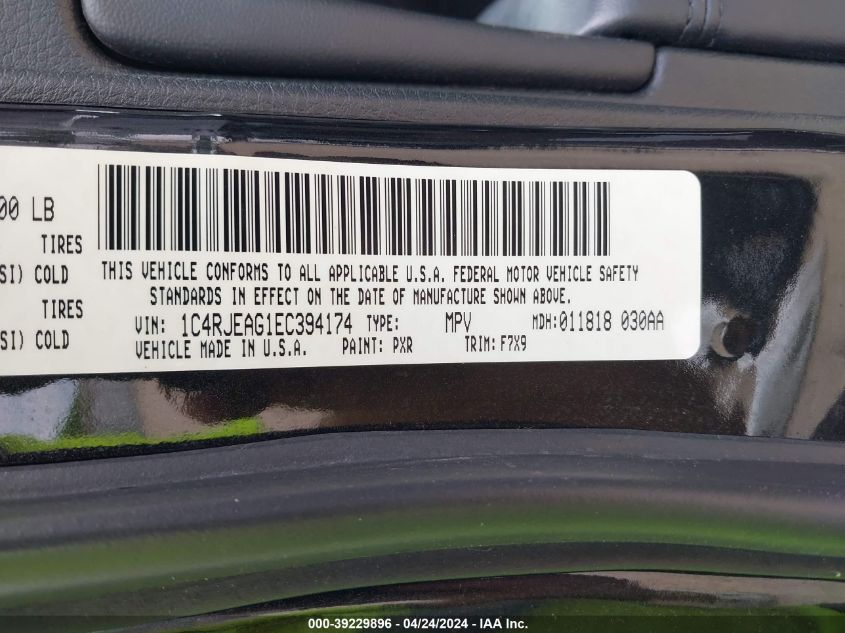 00 LB
TIRES
SI) COLD
TIRES
SI) COLD
THIS VEHICLE CONFORMS TO ALL APPLICABLE U.S.A. FEDERAL MOTOR VEHICLE SAFETY
STANDARDS IN EFFECT ON THE DATE OF MANUFACTURE SHOWN ABOVE.
VIN: 1C4RJEAG1EC394174 TYPE: MPV MDH:011818 030AA
VEHICLE MADE IN U.S.A. PAINT: PXR TRIM:F7X9
000-39229896 - 04/24/2024 - IAA Inc.